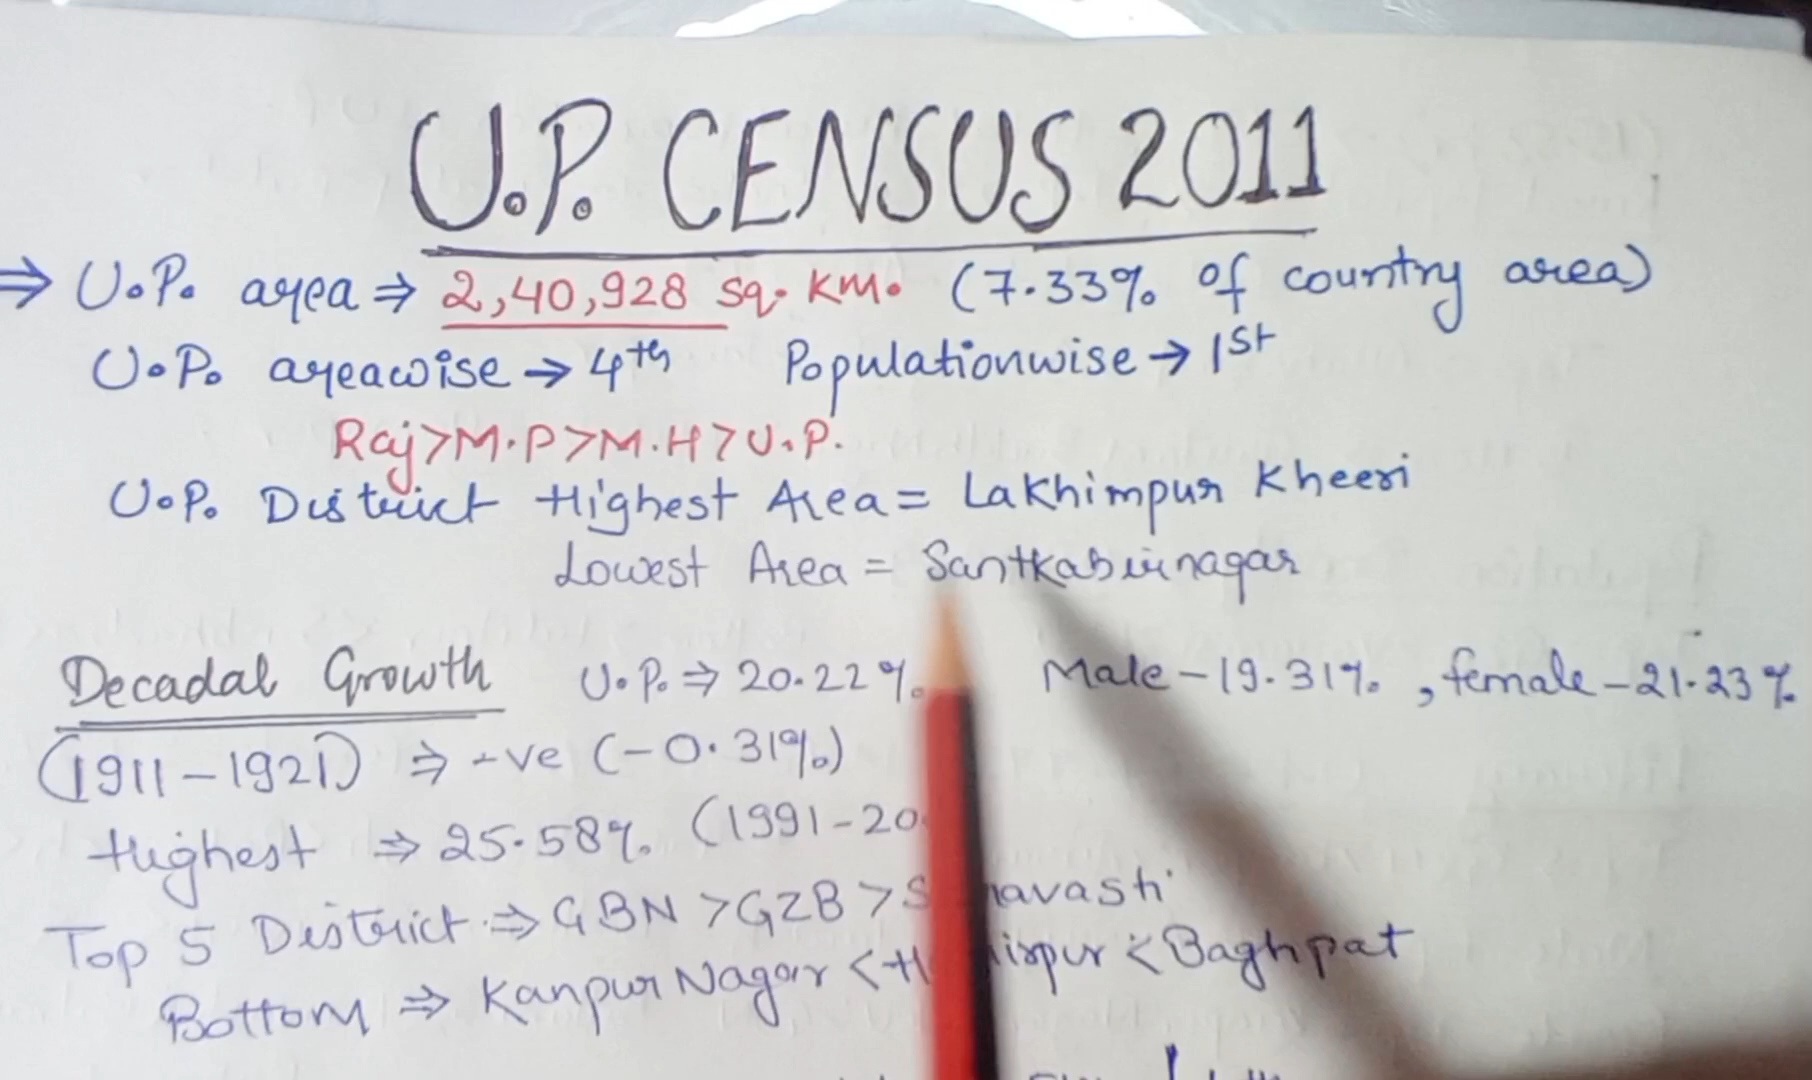 U.P. CENSUS 2011
⇒ U.P. area ⇒ 2,40,928 sq. km. (7.33% of country area)
U.P. areawise → 4th Populationwise → 1st
Raj > M.P > M.H > U.P.
U.P. District Highest Area = Lakhimpur Kheeri
Lowest Area = Santkabirnagar
Decadal Growth U.P. ⇒ 20.22% Male - 19.31%, female - 21.23%
(1911 - 1921) ⇒ -ve (-0.31%)
Highest ⇒ 25.58% (1991-20
Top 5 District ⇒ GBN > GZB >
Bottom ⇒ Kanpur Nagar < < Baghpat